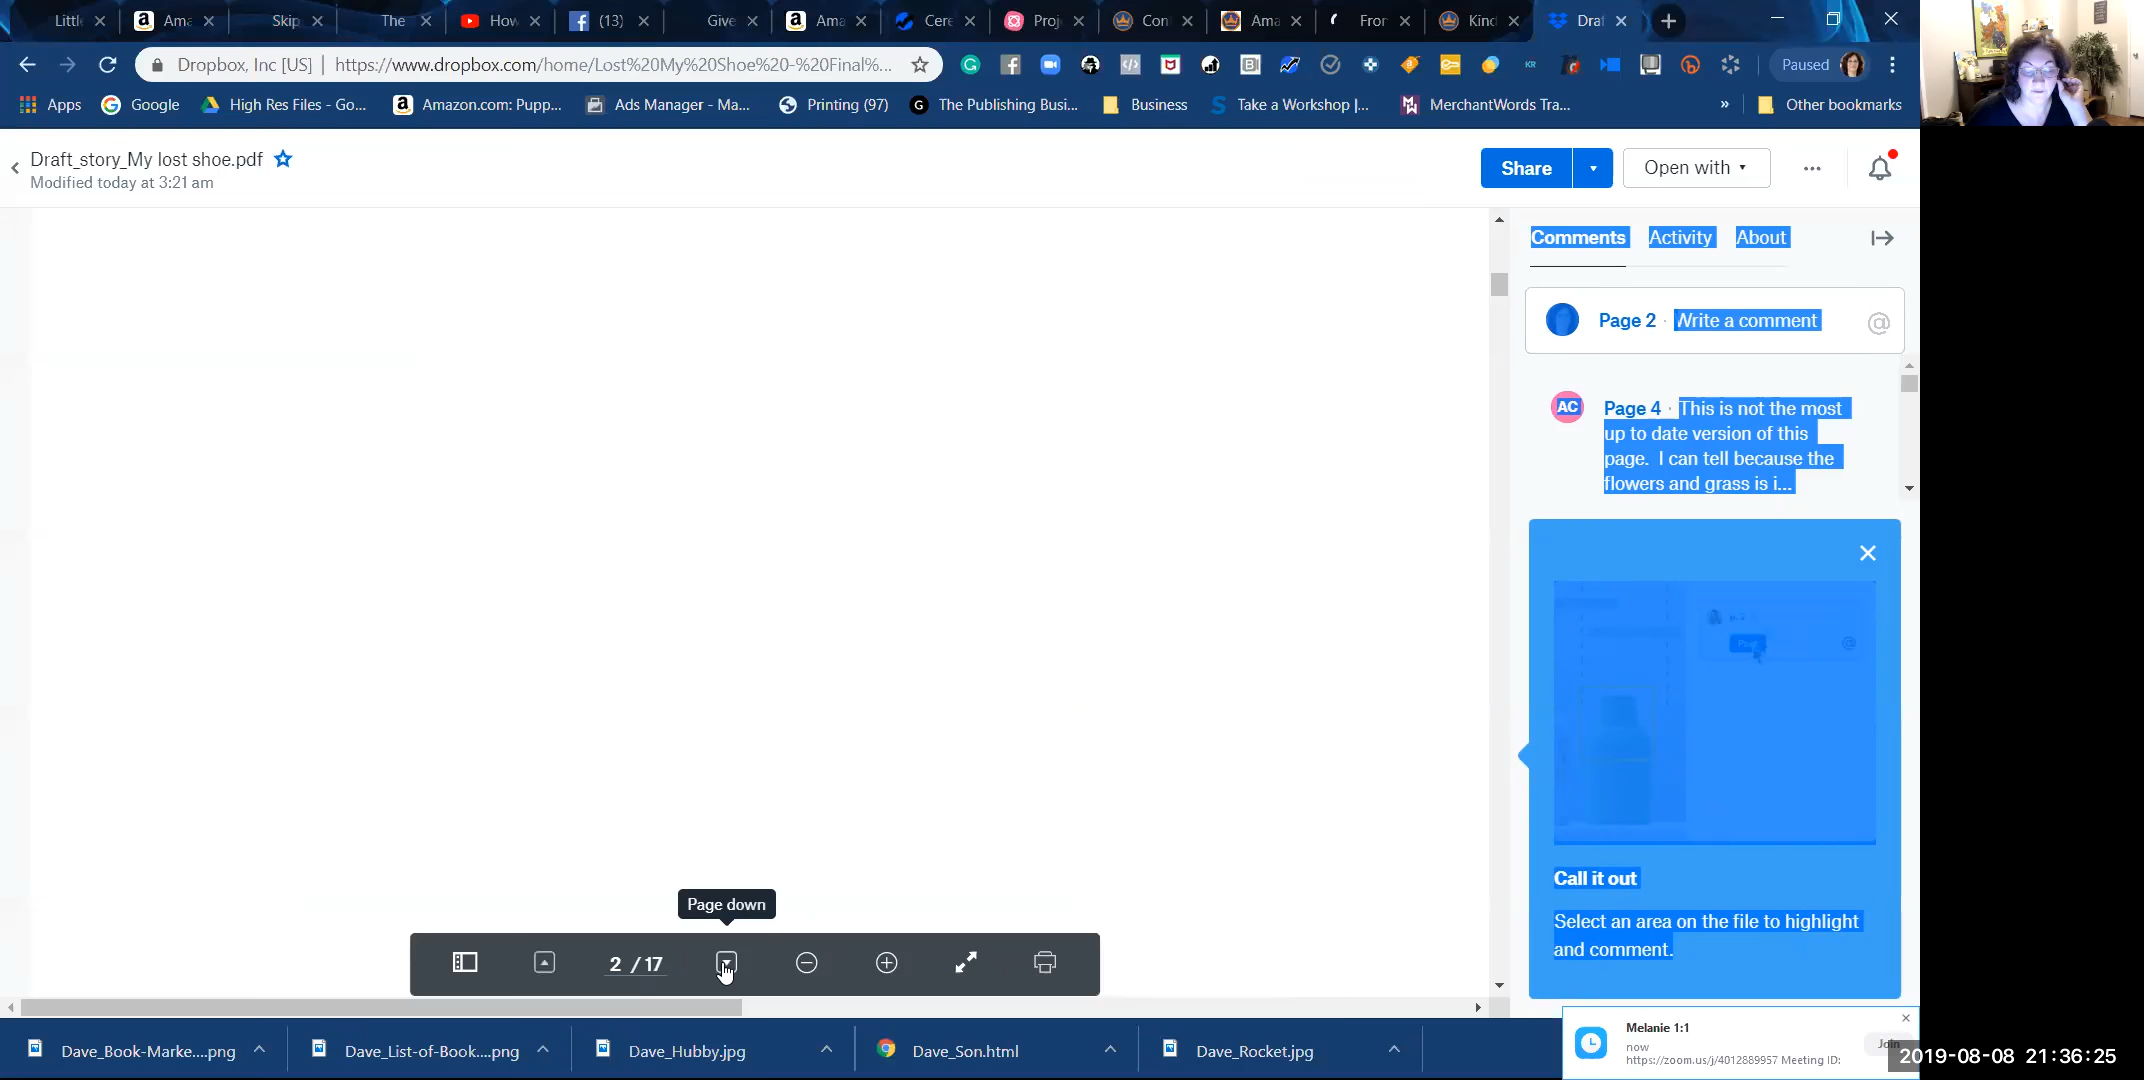 Little
Ama
Skip
The
How
(13)
Give
Ama
Cere
Proj
Con
Ama
Fron
Kind
Draf
Dropbox, Inc [US] | https://www.dropbox.com/home/Lost%20My%20Shoe%20-%20Final%...
Paused
Apps
Google
High Res Files - Go...
Amazon.com: Pupp...
Ads Manager - Ma...
Printing (97)
The Publishing Busi...
Business
Take a Workshop |...
MerchantWords Tra...
»
Other bookmarks
Draft_story_My lost shoe.pdf
Modified today at 3:21 am
Share
Open with
Comments Activity About
Page 2 · Write a comment @
AC
Page 4 · This is not the most
up to date version of this
page. I can tell because the
flowers and grass is i...
Call it out
Select an area on the file to highlight
and comment.
Page down
2 / 17
Dave_Book-Marke....png
Dave_List-of-Book....png
Dave_Hubby.jpg
Dave_Son.html
Dave_Rocket.jpg
Melanie 1:1
now
https://zoom.us/j/4012889957 Meeting ID:
Join
2019-08-08 21:36:25